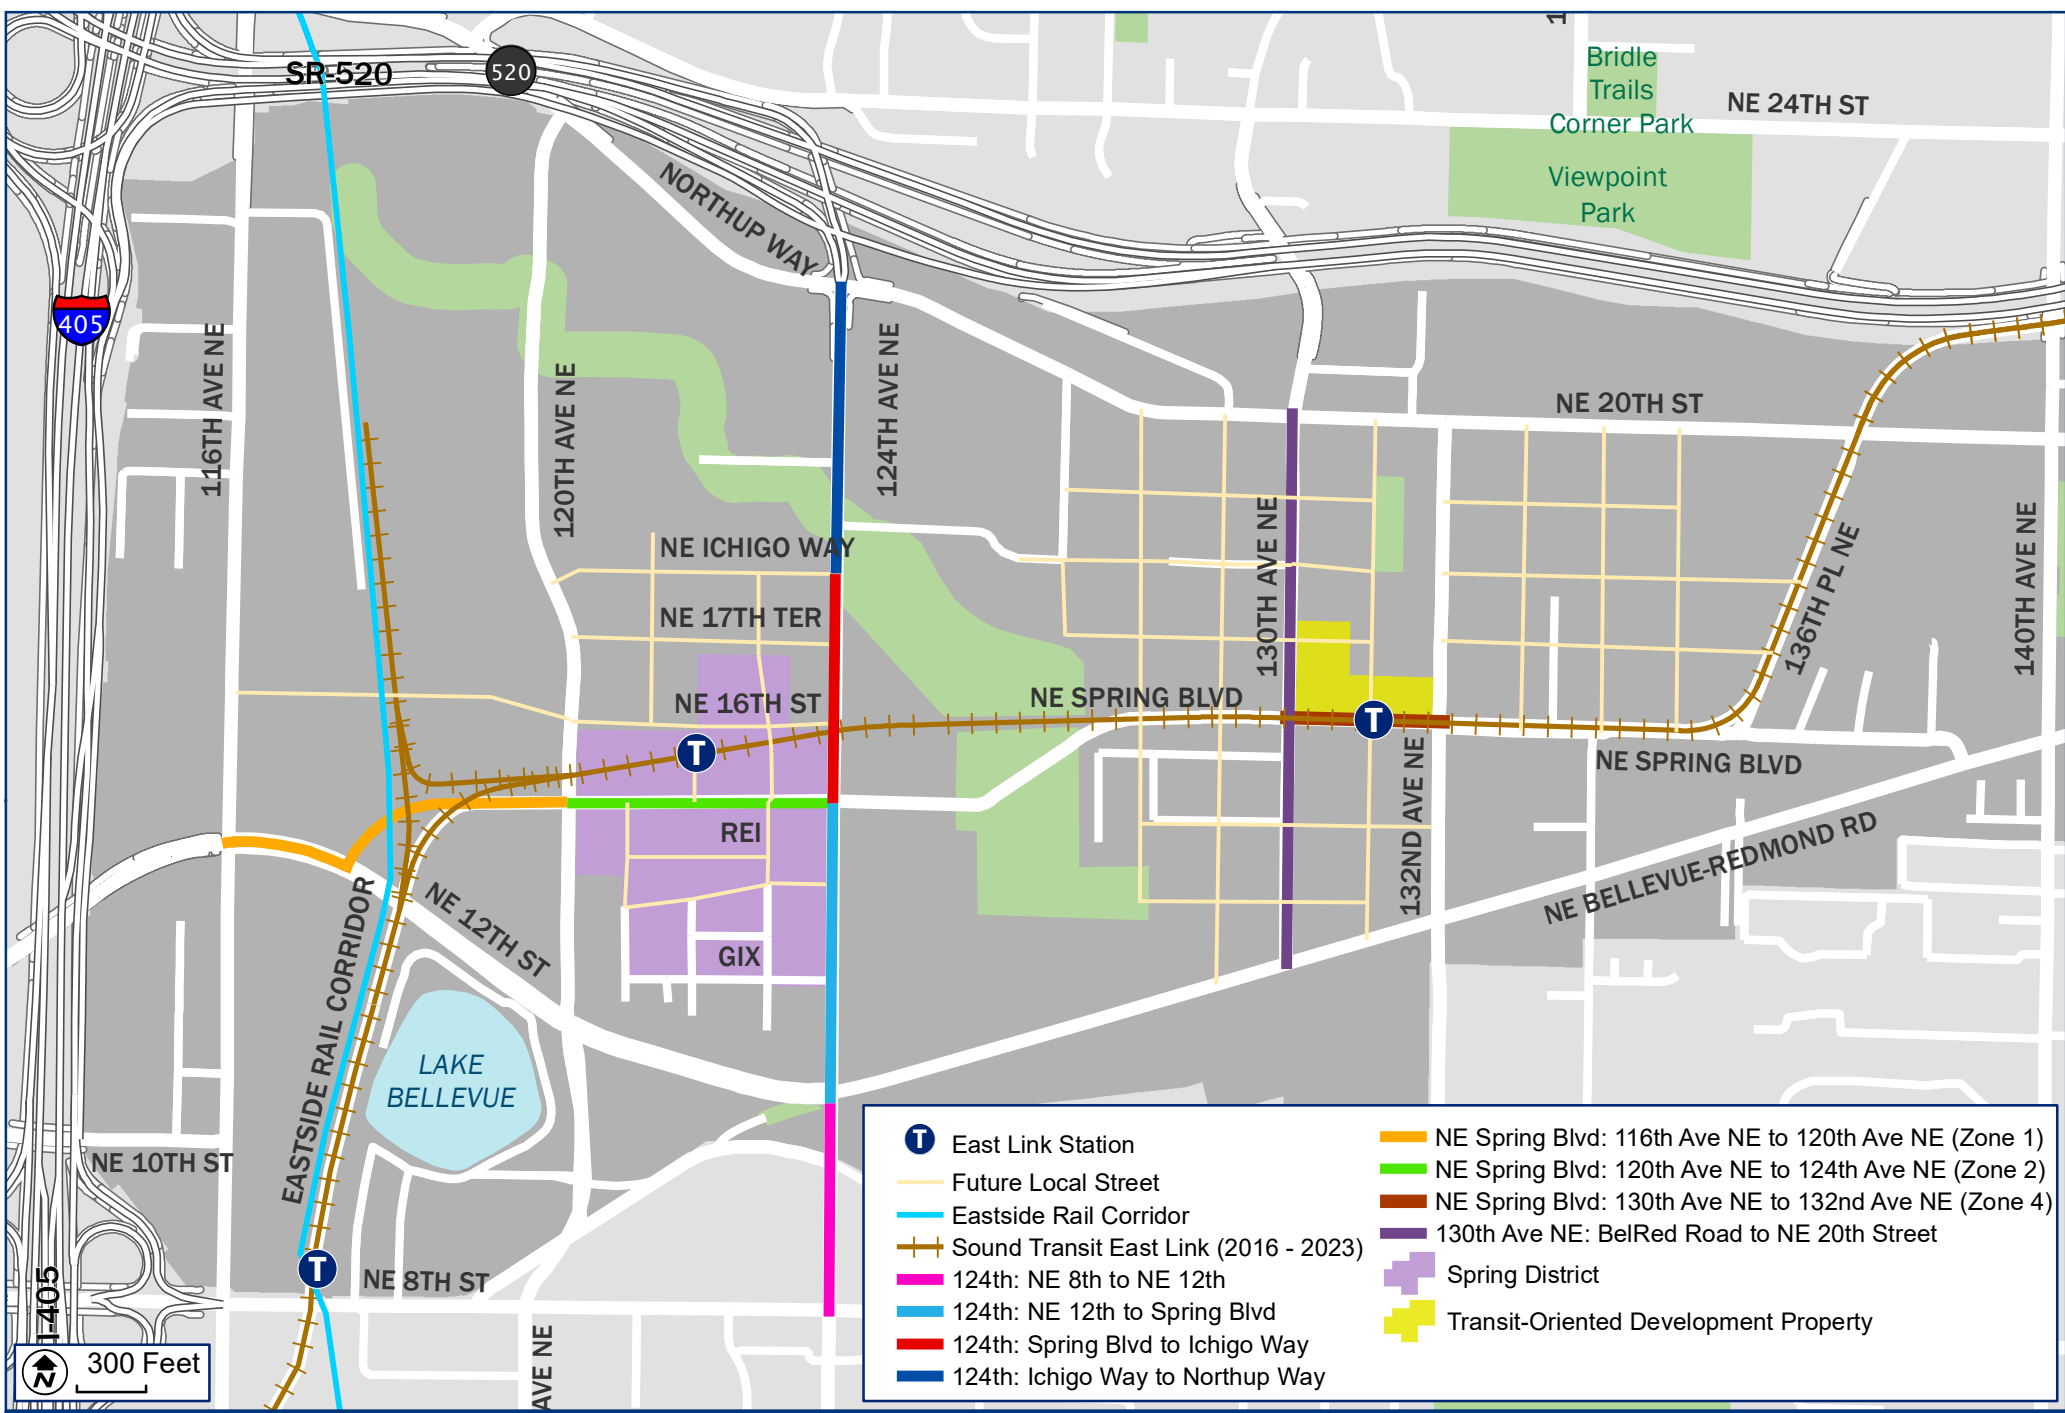 SR-520
520
Bridle
Trails
Corner Park
NE 24TH ST
Viewpoint
Park
NORTHUP WAY
405
116TH AVE NE
120TH AVE NE
124TH AVE NE
NE 20TH ST
130TH AVE NE
136TH PL NE
140TH AVE NE
NE ICHIGO WAY
NE 17TH TER
NE 16TH ST
T
NE SPRING BLVD
T
NE SPRING BLVD
132ND AVE NE
REI
NE BELLEVUE-REDMOND RD
NE 12TH ST
GIX
EASTSIDE RAIL CORRIDOR
LAKE
BELLEVUE
NE 10TH ST
T
NE 8TH ST
I-405
AVE NE
N
300 Feet
T East Link Station
Future Local Street
Eastside Rail Corridor
Sound Transit East Link (2016 - 2023)
124th: NE 8th to NE 12th
124th: NE 12th to Spring Blvd
124th: Spring Blvd to Ichigo Way
124th: Ichigo Way to Northup Way
NE Spring Blvd: 116th Ave NE to 120th Ave NE (Zone 1)
NE Spring Blvd: 120th Ave NE to 124th Ave NE (Zone 2)
NE Spring Blvd: 130th Ave NE to 132nd Ave NE (Zone 4)
130th Ave NE: BelRed Road to NE 20th Street
Spring District
Transit-Oriented Development Property